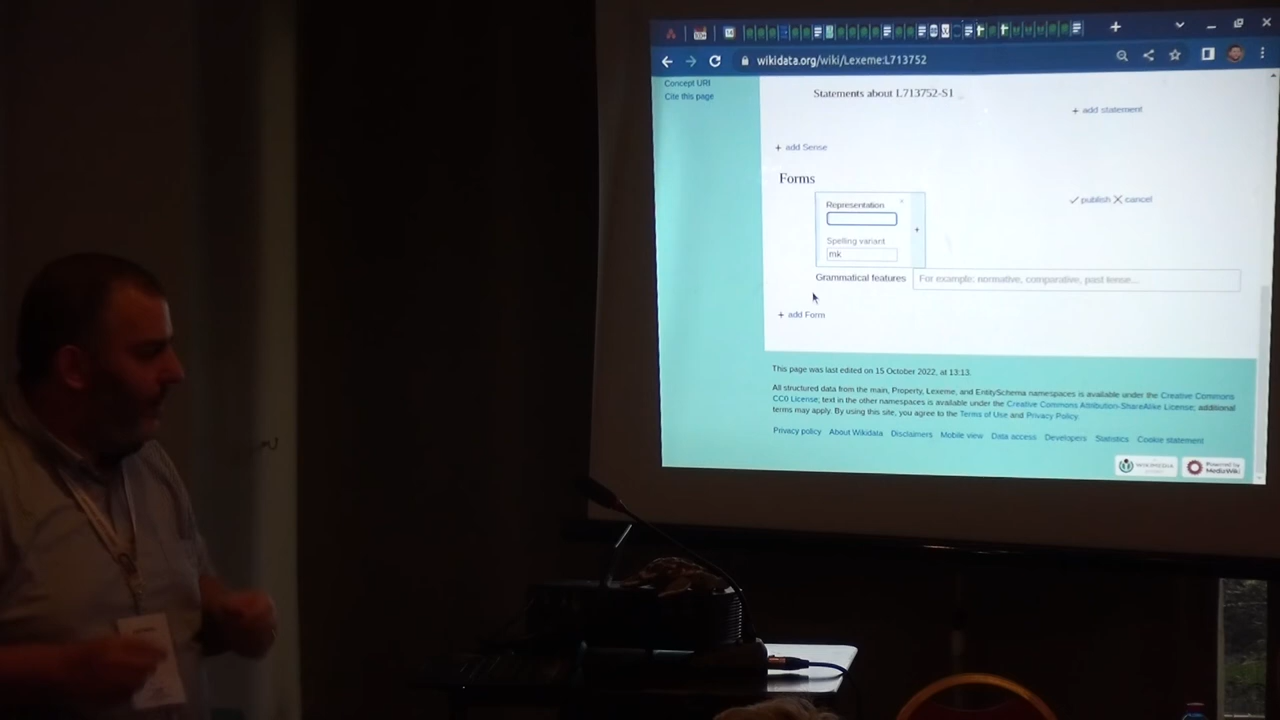 wikidata.org/wiki/Lexeme:L713752
Concept URI
Cite this page
Statements about L713752-S1
+ add statement
+ add Sense
Forms
Representation
publish cancel
Spelling variant
mk
Grammatical features
For example: normative, comparative, past tense...
+ add Form
This page was last edited on 15 October 2022, at 13:13.
All structured data from the main, Property, Lexeme, and EntitySchema namespaces is available under the Creative Commons
CC0 License; text in the other namespaces is available under the Creative Commons Attribution-ShareAlike License; additional
terms may apply. By using this site, you agree to the Terms of Use and Privacy Policy.
Privacy policy About Wikidata Disclaimers Mobile view Data access Developers Statistics Cookie statement
WIKIMEDIA
Powered by
MediaWiki